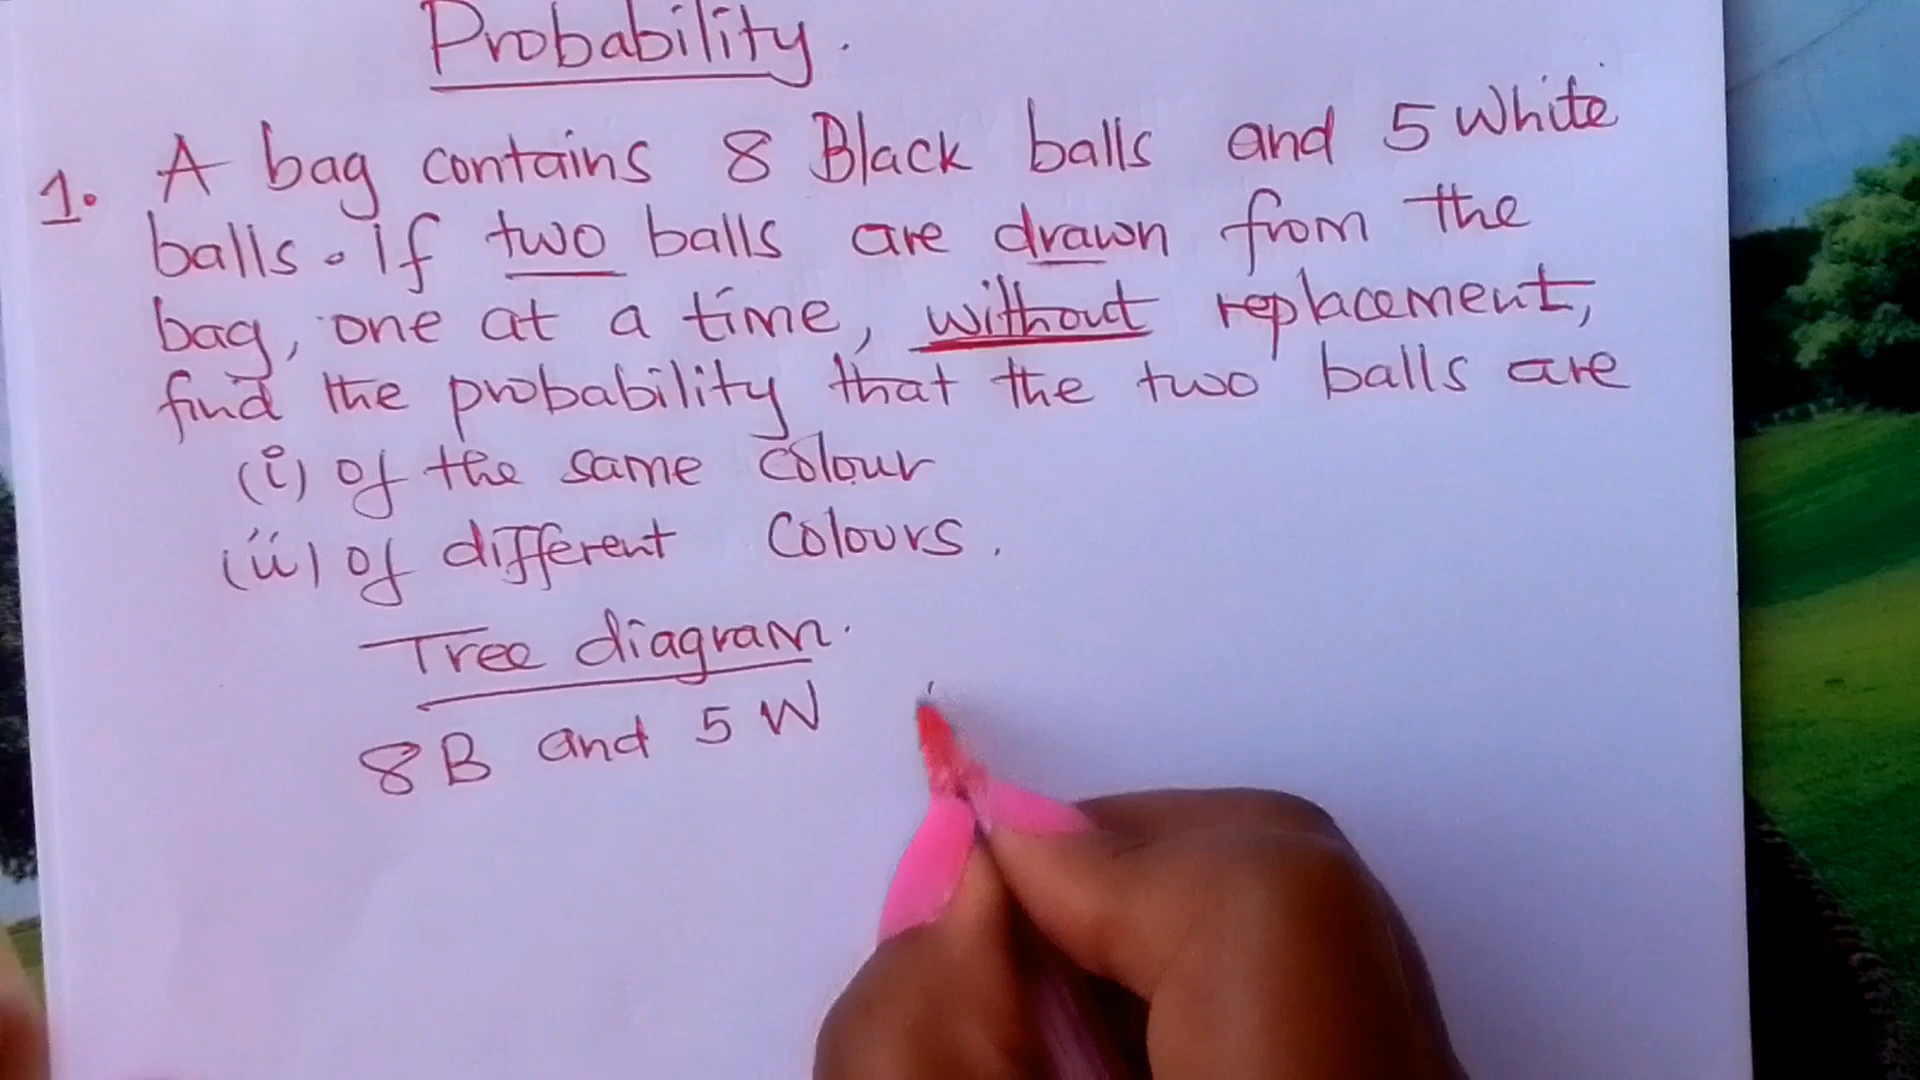 Probability.
1. A bag contains 8 Black balls and 5 White
balls. If two balls are drawn from the
bag, one at a time, without replacement,
find the probability that the two balls are
(i) of the same colour
(ii) of different Colours.
Tree diagram.
8B and 5W